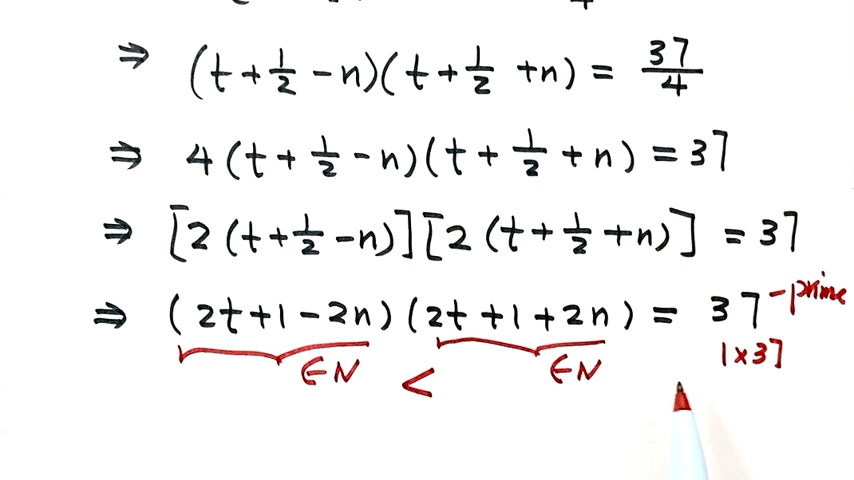 ⇒ (t+1/2-n)(t+1/2+n) = 37/4
⇒ 4(t+1/2-n)(t+1/2+n) = 37
⇒ [2(t+1/2-n)][2(t+1/2+n)] = 37
⇒ (2t+1-2n)(2t+1+2n) = 37 -prime
∈N < ∈N 1×37